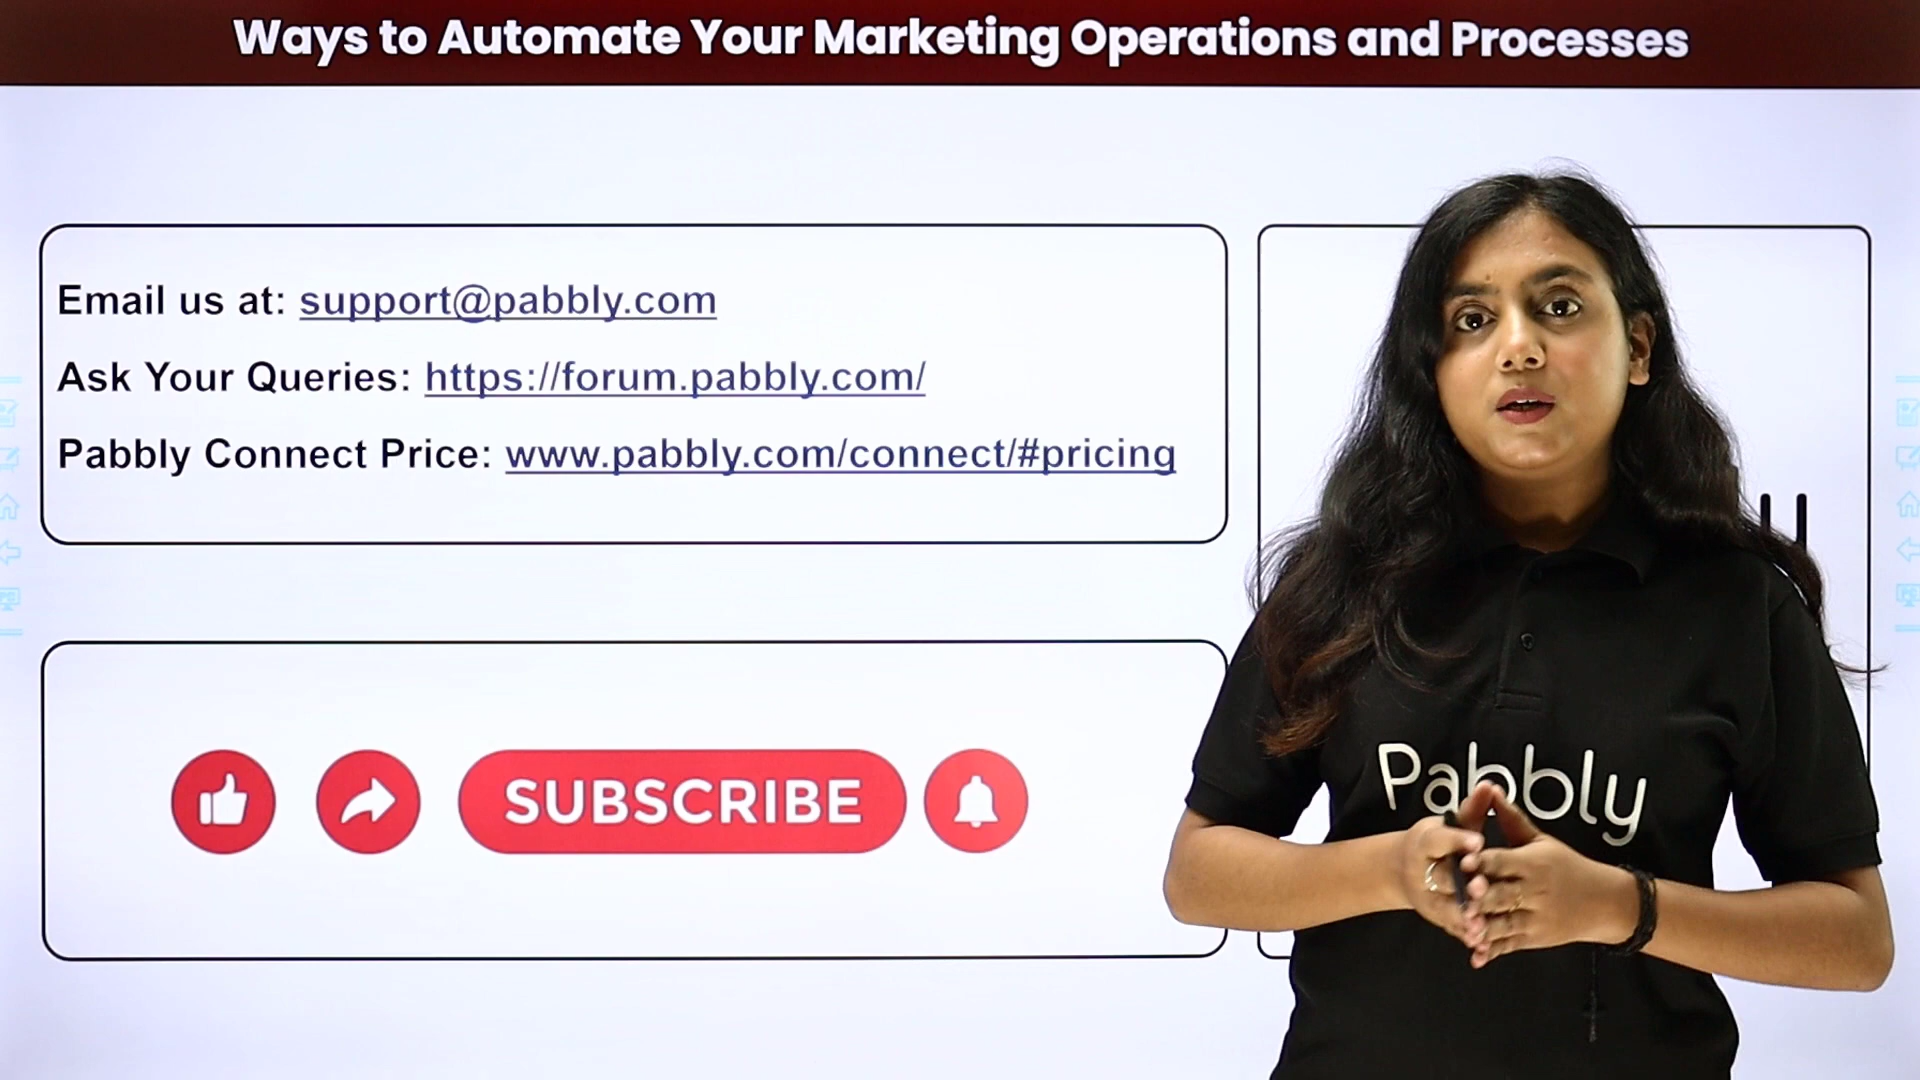 Ways to Automate Your Marketing Operations and Processes
Email us at: support@pabbly.com
Ask Your Queries: https://forum.pabbly.com/
Pabbly Connect Price: www.pabbly.com/connect/#pricing
SUBSCRIBE
Pabbly